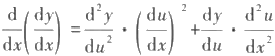 d/dx (dy/dx) = d²y/du² • (du/dx)² + dy/du • d²u/dx²